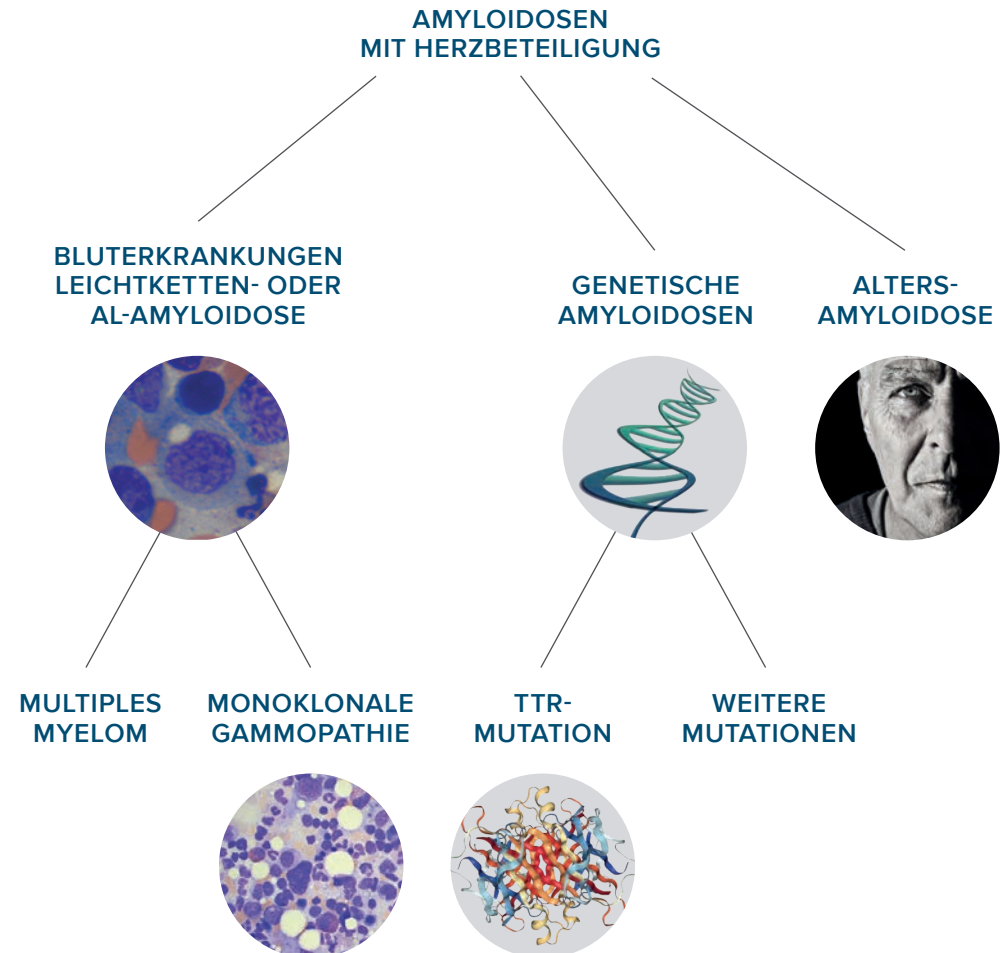 AMYLOIDOSEN
MIT HERZBETEILIGUNG
BLUTERKRANKUNGEN
LEICHTKETTEN- ODER
AL-AMYLOIDOSE
GENETISCHE
AMYLOIDOSEN
ALTERS-
AMYLOIDOSE
MULTIPLES
MYELOM
MONOKLONALE
GAMMOPATHIE
TTR-
MUTATION
WEITERE
MUTATIONEN